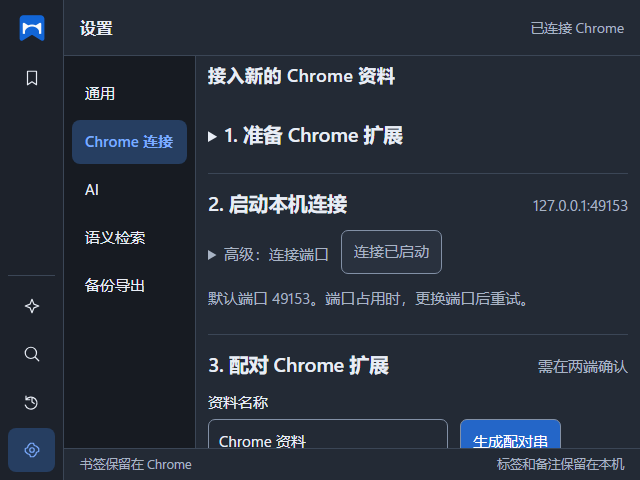 设置
已连接 Chrome
通用
Chrome 连接
AI
语义检索
备份导出
接入新的 Chrome 资料
1. 准备 Chrome 扩展
2. 启动本机连接
127.0.0.1:49153
高级：连接端口
连接已启动
默认端口 49153。端口占用时，更换端口后重试。
3. 配对 Chrome 扩展
需在两端确认
资料名称
Chrome 资料
生成配对串
书签保留在 Chrome
标签和备注保留在本机